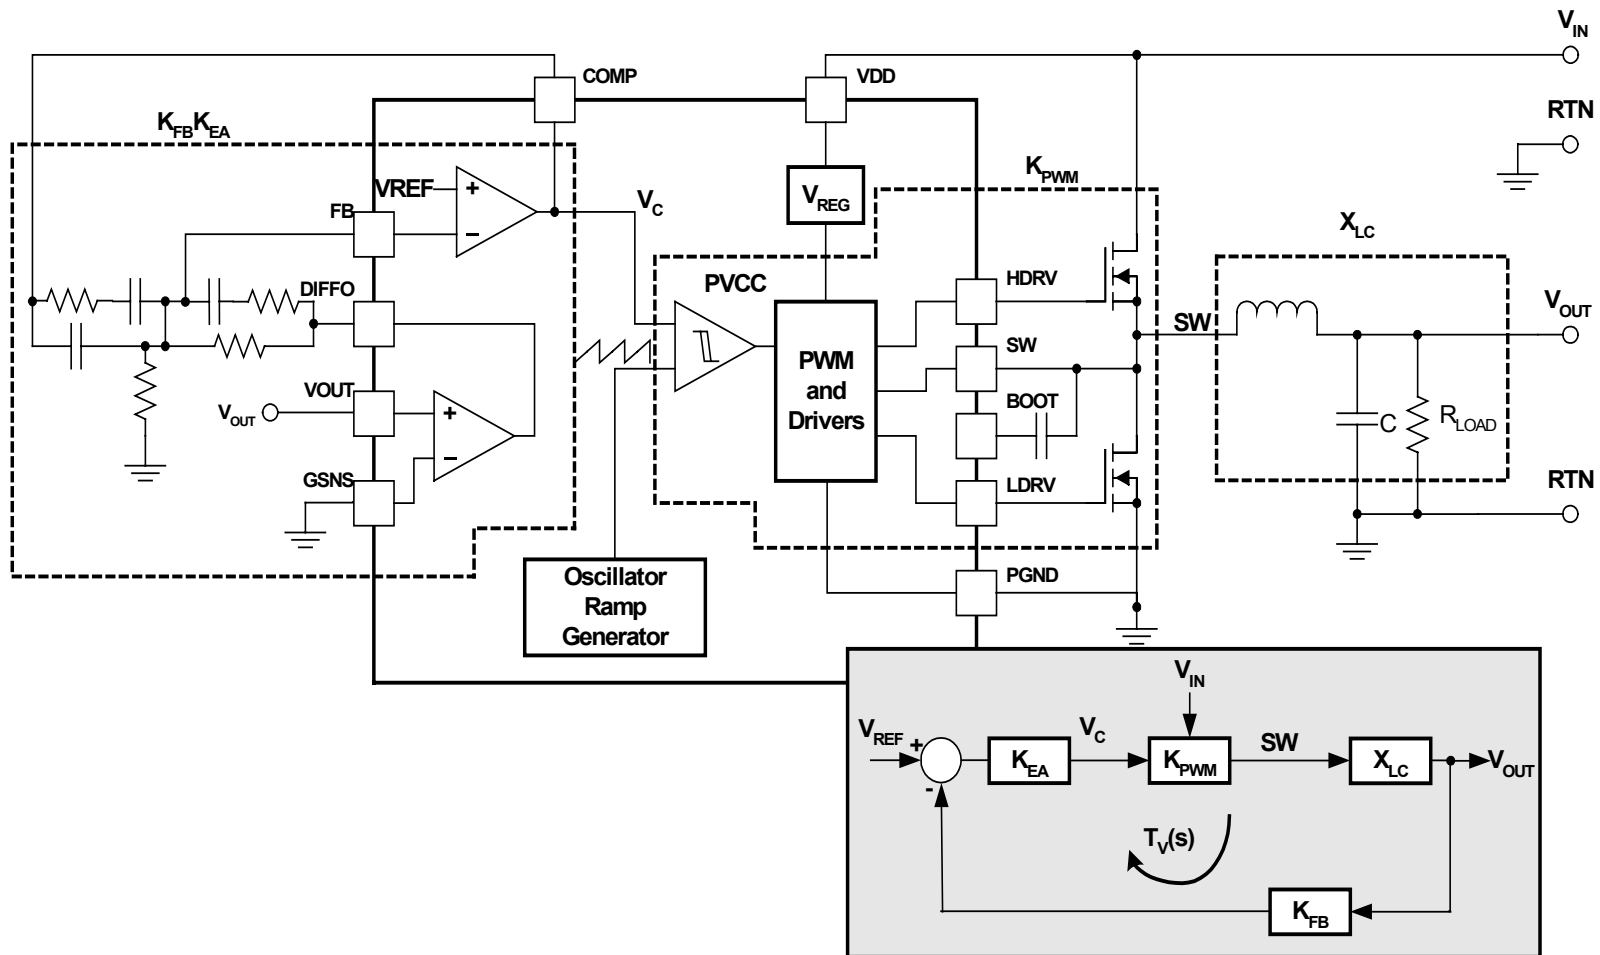 V_IN
COMP
VDD
K_FB K_EA
RTN
VREF
+
V_C
V_REG
K_PWM
FB
−
X_LC
DIFFO
PVCC
HDRV
V_OUT
SW
SW
PWM
and
Drivers
VOUT
V_OUT
+
BOOT
C
R_LOAD
−
GSNS
LDRV
RTN
Oscillator
Ramp
Generator
PGND
V_IN
V_REF
+
K_EA
V_C
K_PWM
SW
X_LC
V_OUT
-
T_V(s)
K_FB